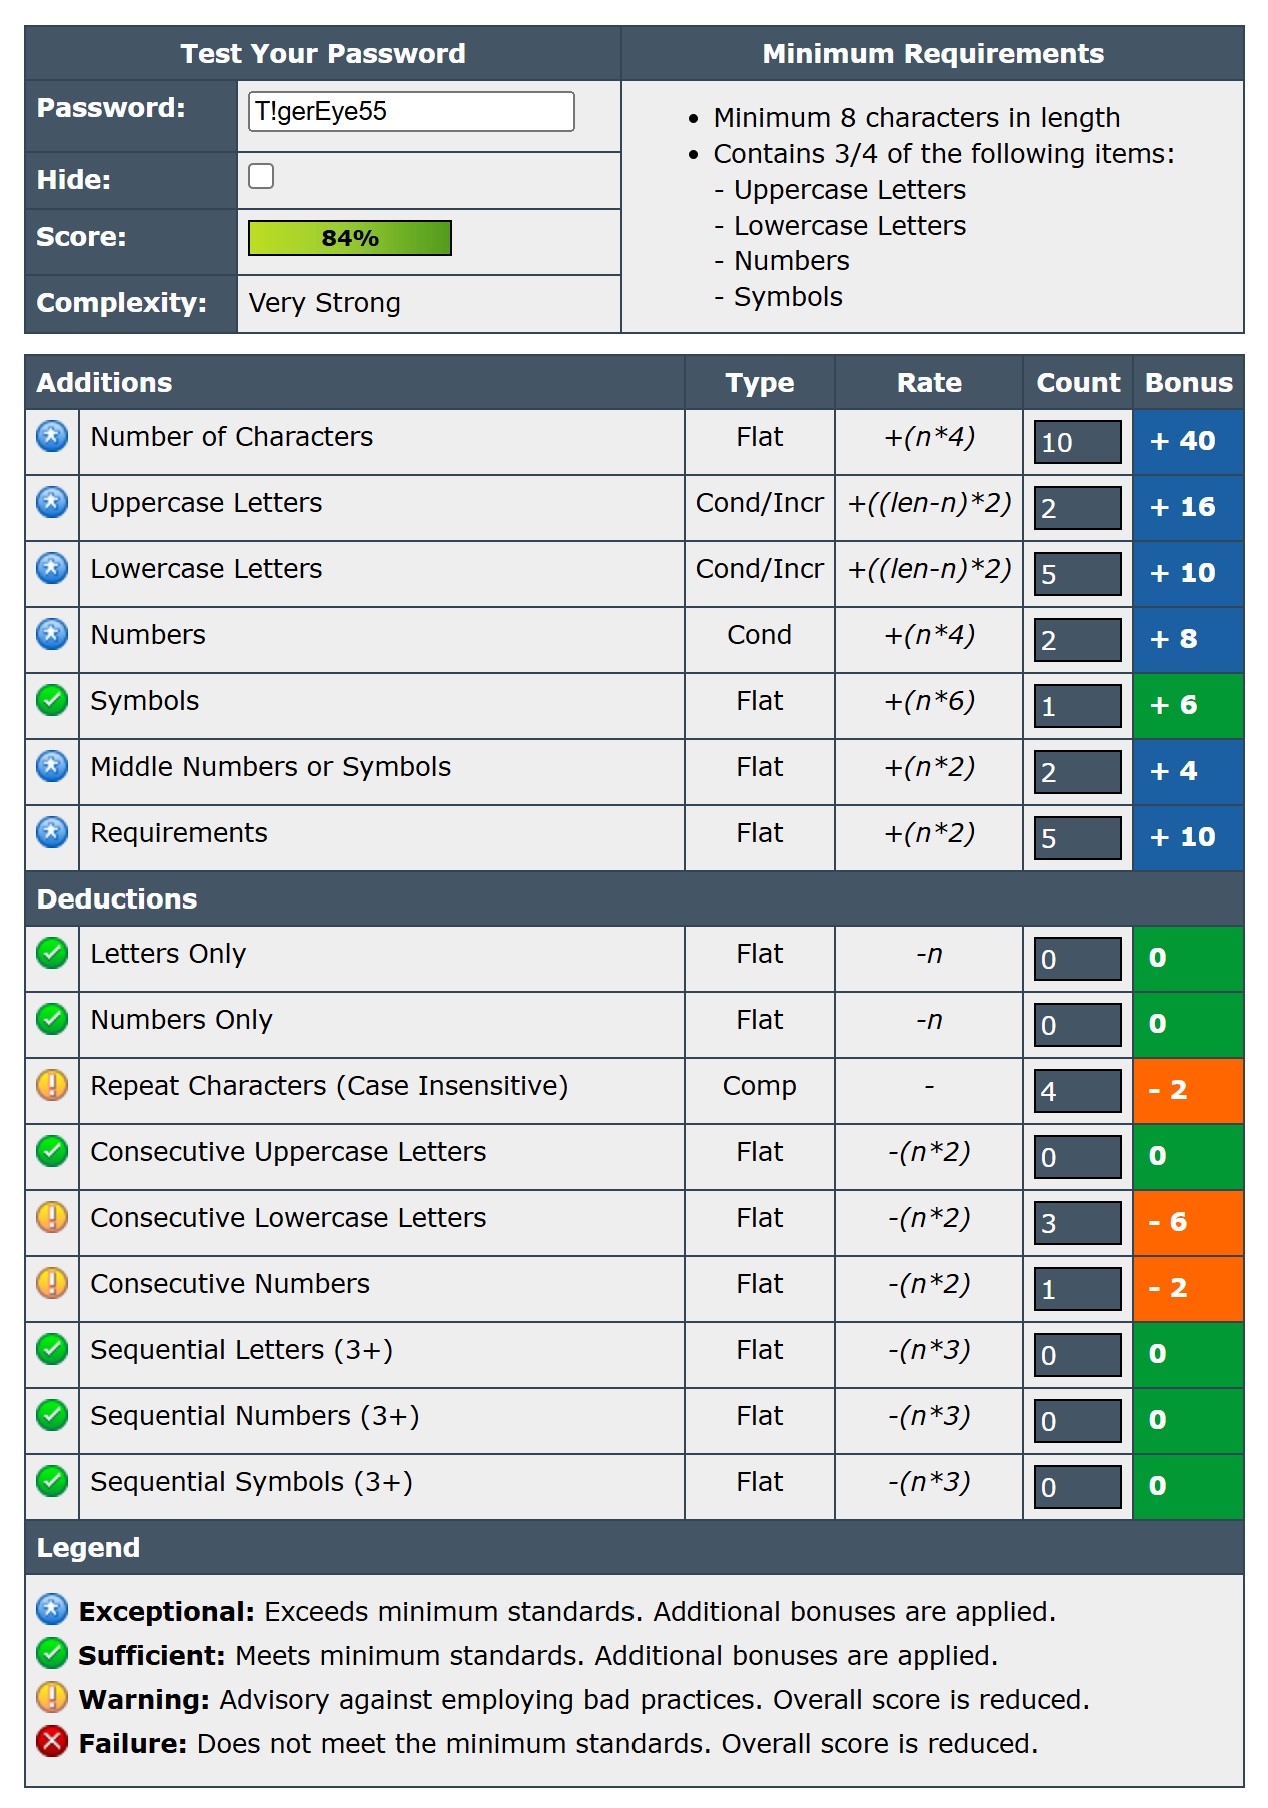 Test Your Password
Minimum Requirements
Password:
T!gerEye55
Hide:
Score:
84%
Complexity:
Very Strong
• Minimum 8 characters in length
• Contains 3/4 of the following items:
- Uppercase Letters
- Lowercase Letters
- Numbers
- Symbols
Additions Type Rate Count Bonus
Number of Characters Flat +(n*4) 10 + 40
Uppercase Letters Cond/Incr +((len-n)*2) 2 + 16
Lowercase Letters Cond/Incr +((len-n)*2) 5 + 10
Numbers Cond +(n*4) 2 + 8
Symbols Flat +(n*6) 1 + 6
Middle Numbers or Symbols Flat +(n*2) 2 + 4
Requirements Flat +(n*2) 5 + 10
Deductions
Letters Only Flat -n 0 0
Numbers Only Flat -n 0 0
Repeat Characters (Case Insensitive) Comp - 4 - 2
Consecutive Uppercase Letters Flat -(n*2) 0 0
Consecutive Lowercase Letters Flat -(n*2) 3 - 6
Consecutive Numbers Flat -(n*2) 1 - 2
Sequential Letters (3+) Flat -(n*3) 0 0
Sequential Numbers (3+) Flat -(n*3) 0 0
Sequential Symbols (3+) Flat -(n*3) 0 0
Legend
Exceptional: Exceeds minimum standards. Additional bonuses are applied.
Sufficient: Meets minimum standards. Additional bonuses are applied.
Warning: Advisory against employing bad practices. Overall score is reduced.
Failure: Does not meet the minimum standards. Overall score is reduced.